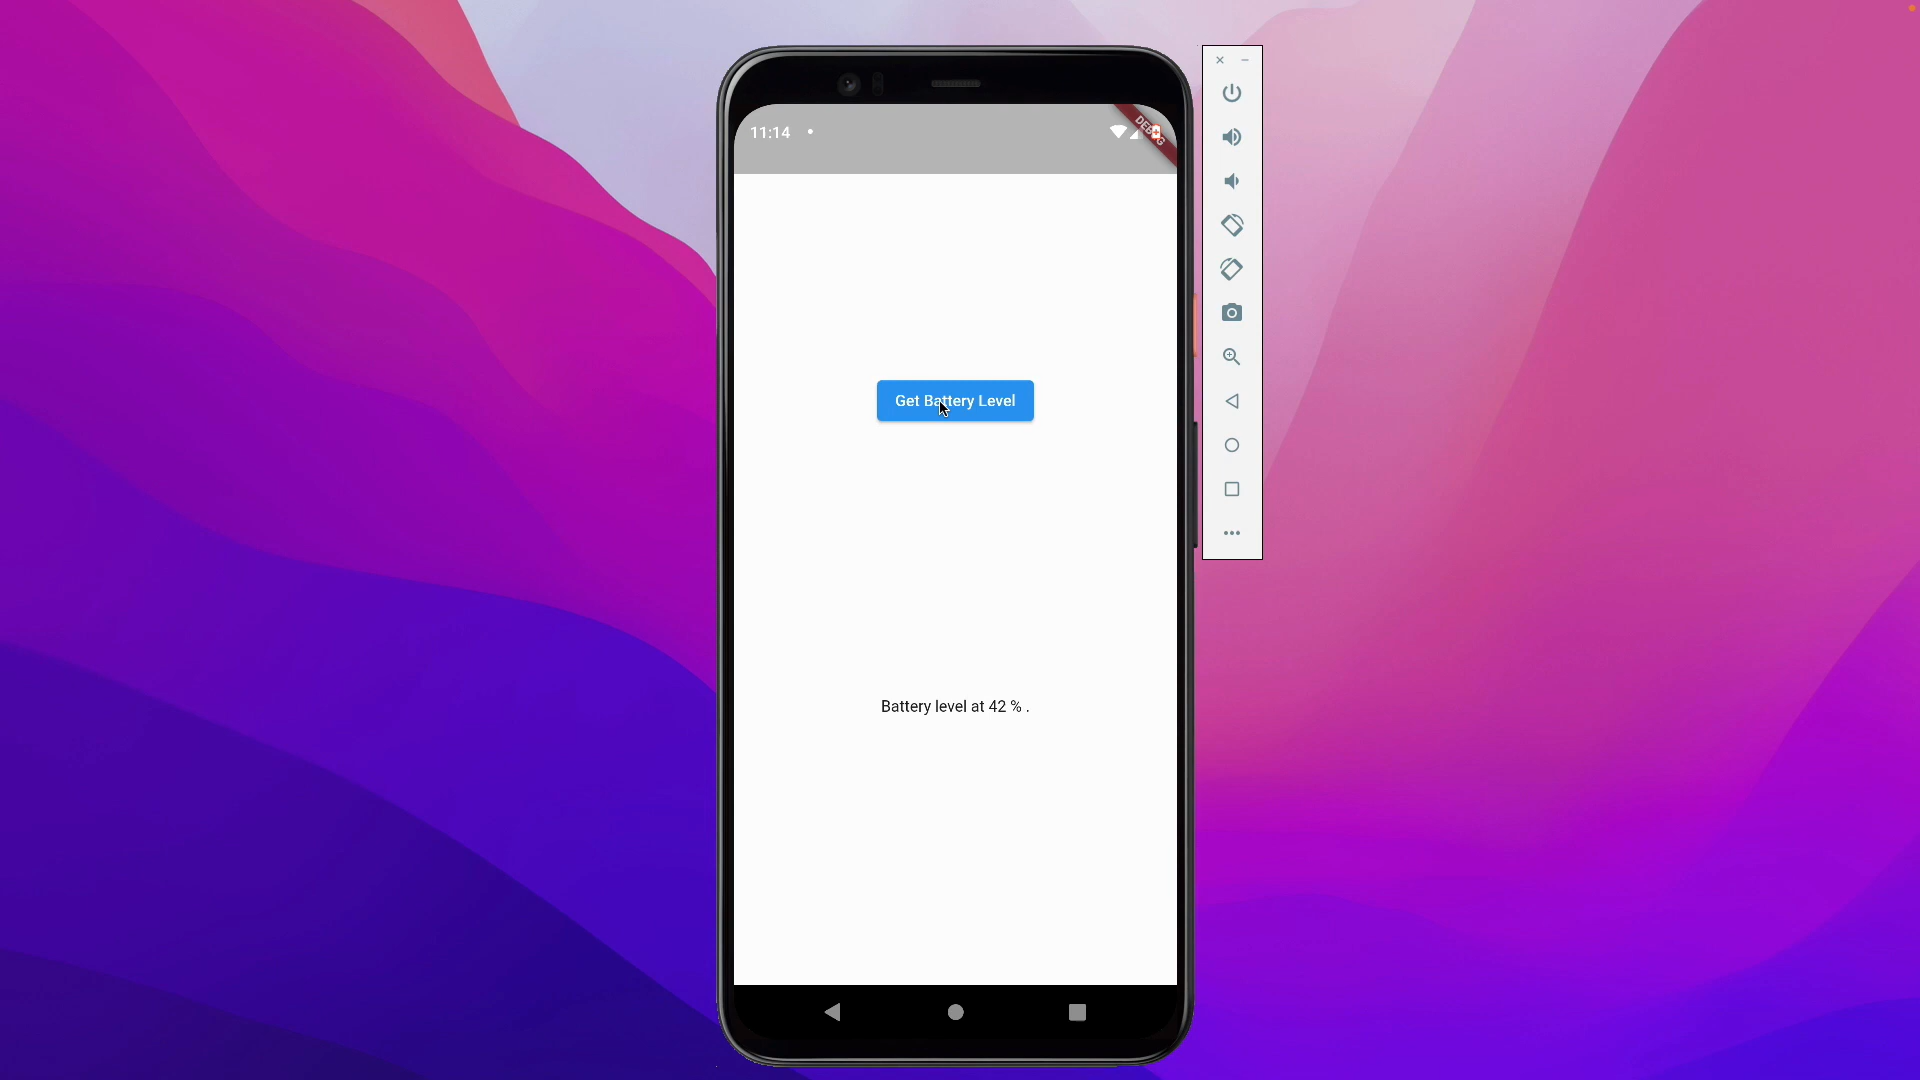 11:14
DEBUG
Get Battery Level
Battery level at 42 % .